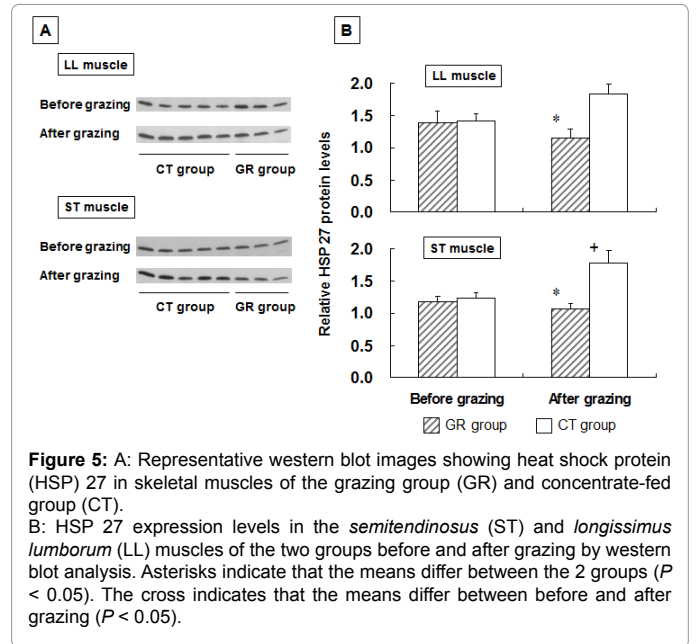 A
LL muscle
Before grazing
After grazing
CT group GR group
ST muscle
Before grazing
After grazing
CT group GR group
B
Relative HSP 27 protein levels
LL muscle
2.0
1.5
1.0
0.5
0.0
*
ST muscle
2.0
1.5
1.0
0.5
0.0
*
+
Before grazing After grazing
GR group CT group
Figure 5: A: Representative western blot images showing heat shock protein
(HSP) 27 in skeletal muscles of the grazing group (GR) and concentrate-fed
group (CT).
B: HSP 27 expression levels in the semitendinosus (ST) and longissimus
lumborum (LL) muscles of the two groups before and after grazing by western
blot analysis. Asterisks indicate that the means differ between the 2 groups (P
< 0.05). The cross indicates that the means differ between before and after
grazing (P < 0.05).